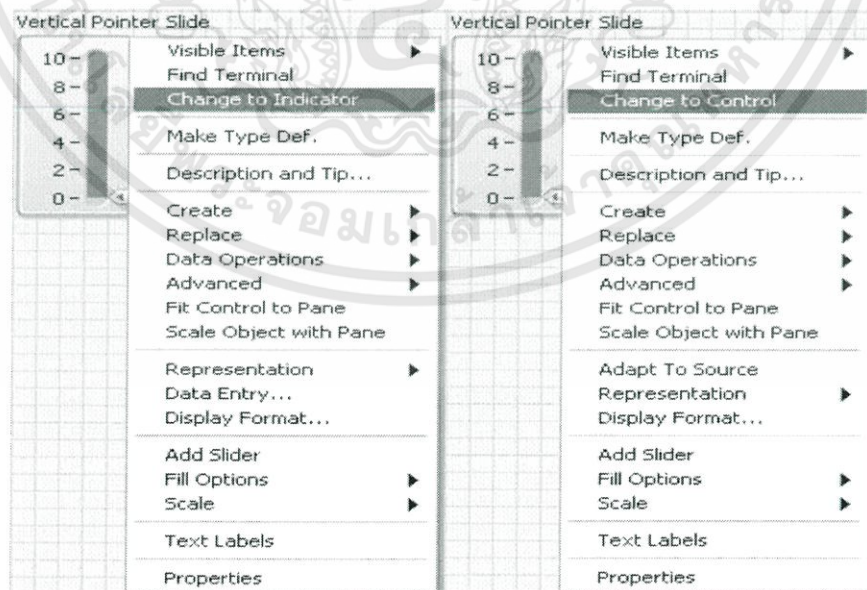 Vertical Pointer Slide
10
8
6
4
2
0
Visible Items
Find Terminal
Change to Indicator
Make Type Def.
Description and Tip...
Create
Replace
Data Operations
Advanced
Fit Control to Pane
Scale Object with Pane
Representation
Data Entry...
Display Format...
Add Slider
Fill Options
Scale
Text Labels
Properties
Vertical Pointer Slide
10
8
6
4
2
0
Visible Items
Find Terminal
Change to Control
Make Type Def.
Description and Tip...
Create
Replace
Data Operations
Advanced
Fit Control to Pane
Scale Object with Pane
Adapt To Source
Representation
Display Format...
Add Slider
Fill Options
Scale
Text Labels
Properties